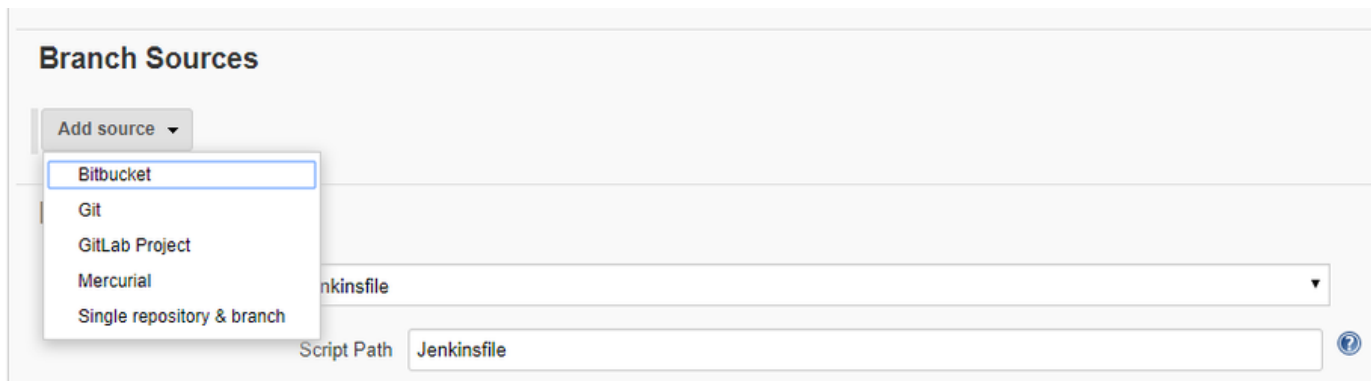 Branch Sources
Add source
Bitbucket
Git
GitLab Project
Mercurial
Single repository & branch
nkinsfile
Script Path Jenkinsfile